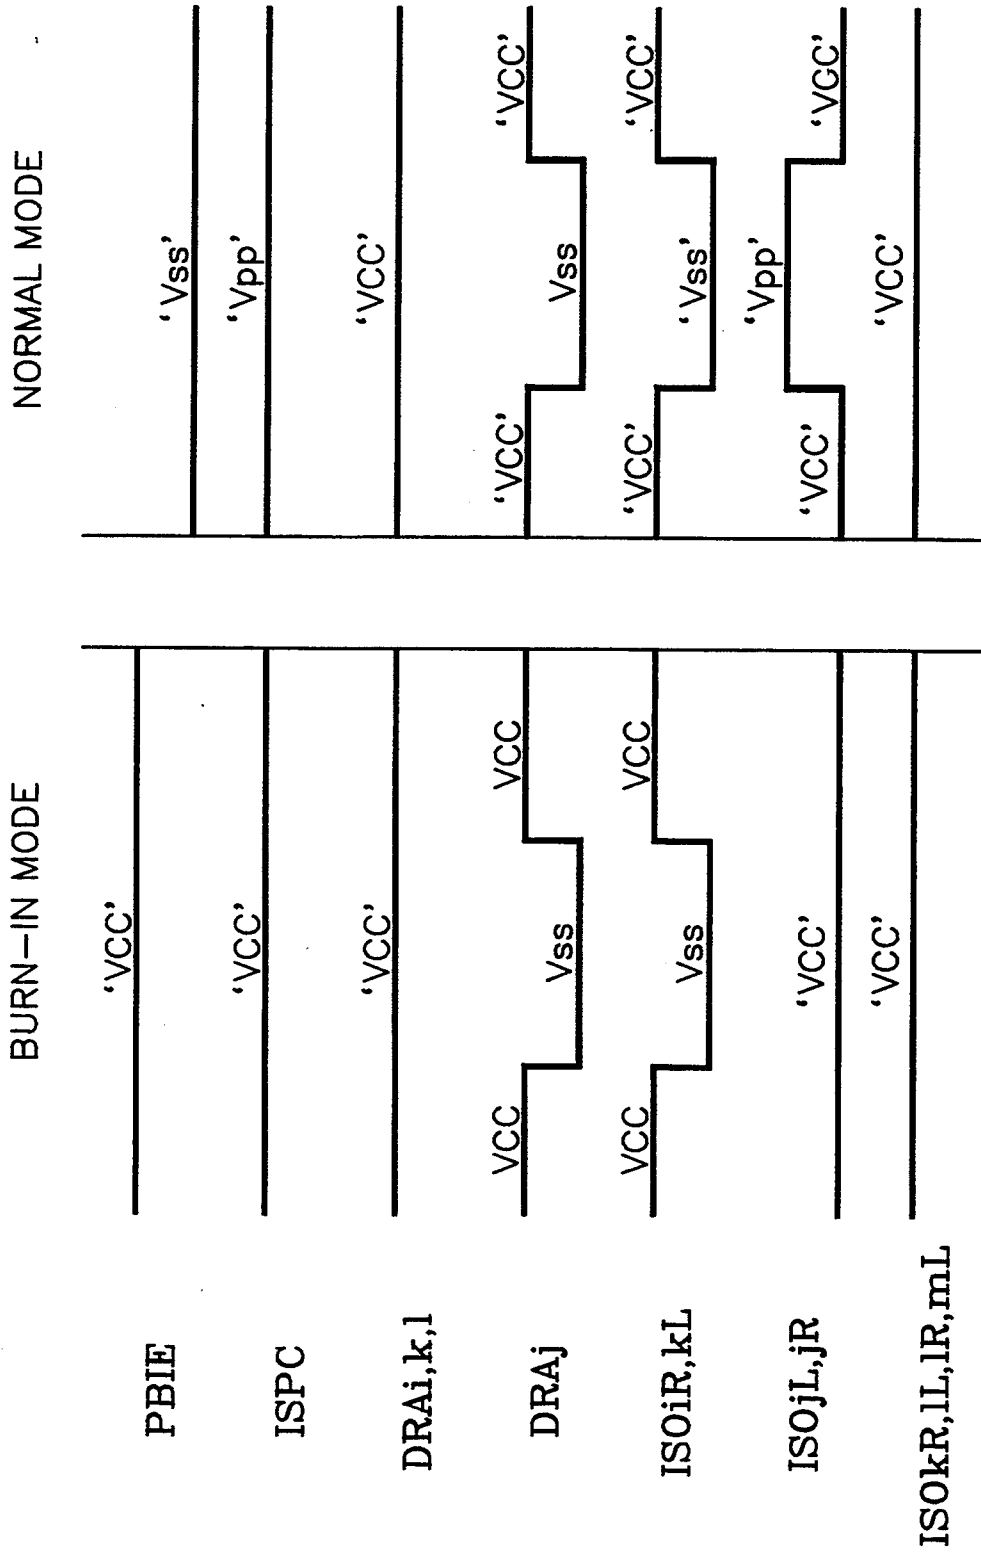 BURN-IN MODE NORMAL MODE
PBIE 'VCC' 'Vss'
ISPC 'VCC' 'Vpp'
DRAi,k,l 'VCC' 'VCC'
DRAj VCC Vss VCC 'VCC' Vss 'VCC'
ISOiR,kL VCC Vss VCC 'VCC' 'Vss' 'VCC'
ISOjL,jR 'VCC' 'VCC' 'Vpp' 'VGC'
ISOkR,lL,lR,mL 'VCC' 'VCC'